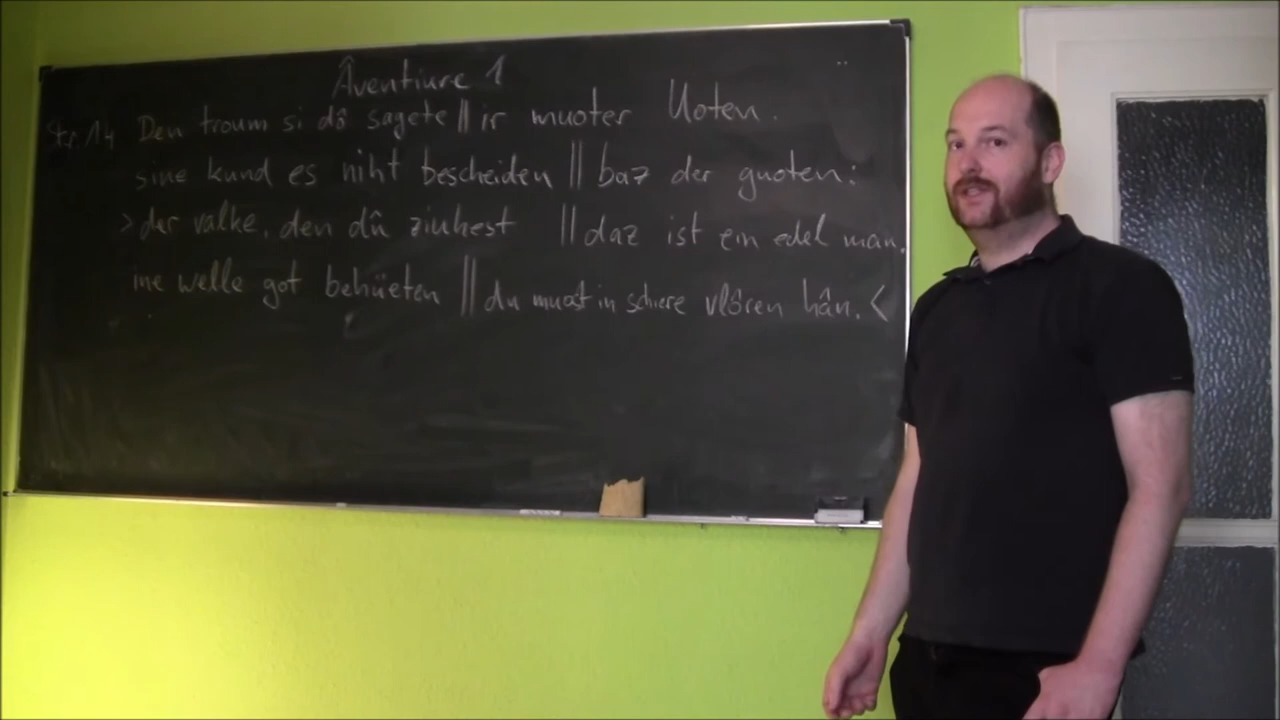 Âventiure 1
Str 14 Den troum si dô sagete || ir muoter Uoten.
sine kund es niht bescheiden || baz der guoten:
>der valke, den dû ziuhest || daz ist ein edel man.
ine welle got behüeten || du muost in schiere vlôren hân.<